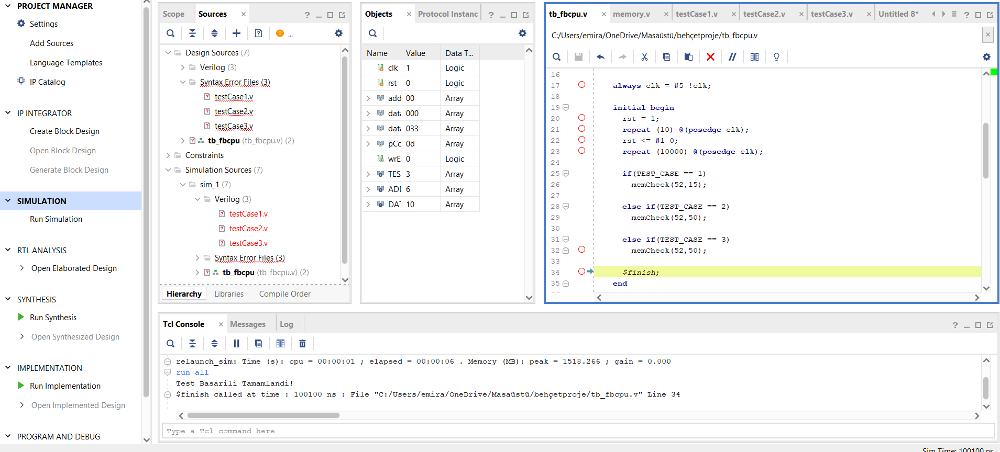 PROJECT MANAGER
Settings
Add Sources
Language Templates
IP Catalog
IP INTEGRATOR
Create Block Design
Open Block Design
Generate Block Design
SIMULATION
Run Simulation
RTL ANALYSIS
Open Elaborated Design
SYNTHESIS
Run Synthesis
Open Synthesized Design
IMPLEMENTATION
Run Implementation
Open Implemented Design
PROGRAM AND DEBUG
Scope Sources × ?
...
Design Sources (7)
Verilog (3)
Syntax Error Files (3)
testCase1.v
testCase2.v
testCase3.v
tb_fbcpu (tb_fbcpu.v) (2)
Constraints
Simulation Sources (7)
sim_1 (7)
Verilog (3)
testCase1.v
testCase2.v
testCase3.v
Syntax Error Files (3)
tb_fbcpu (tb_fbcpu.v) (2)
Hierarchy Libraries Compile Order
Objects × Protocol Instanc ?
Name Value Data T...
clk 1 Logic
rst 0 Logic
add 00 Array
data 000 Array
data 033 Array
pCo 0d Array
wrE 0 Logic
TES 3 Array
ADI 6 Array
DAT 10 Array
tb_fbcpu.v × memory.v × testCase1.v × testCase2.v × testCase3.v × Untitled 8* ?
C:/Users/emira/OneDrive/Masaüstü/behçetproje/tb_fbcpu.v ×
16
17 always clk = #5 !clk;
18
19 initial begin
20 rst = 1;
21 repeat (10) @(posedge clk);
22 rst <= #1 0;
23 repeat (10000) @(posedge clk);
24
25 if(TEST_CASE == 1)
26 memCheck(52,15);
27
28 else if(TEST_CASE == 2)
29 memCheck(52,50);
30
31 else if(TEST_CASE == 3)
32 memCheck(52,50);
33
34 $finish;
35 end
Tcl Console × Messages Log ?
relaunch_sim: Time (s): cpu = 00:00:01 ; elapsed = 00:00:06 . Memory (MB): peak = 1518.266 ; gain = 0.000
run all
Test Basarili Tamamlandi!
$finish called at time : 100100 ns : File "C:/Users/emira/OneDrive/Masaüstü/behçetproje/tb_fbcpu.v" Line 34
Type a Tcl command here
Sim Time: 100100 ns